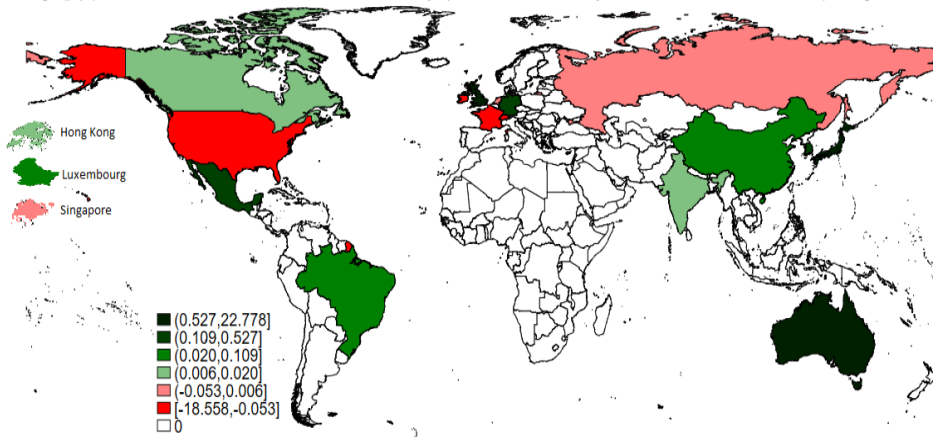 Hong Kong
Luxembourg
Singapore
(0.527,22.778]
(0.109,0.527]
(0.020,0.109]
(0.006,0.020]
(-0.053,0.006]
[-18.558,-0.053]
0